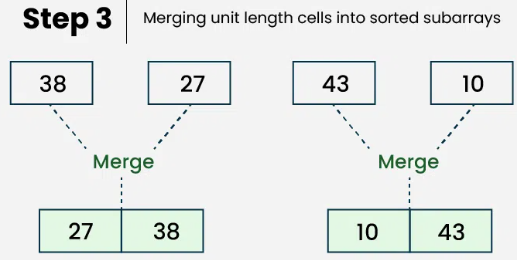 Step 3 Merging unit length cells into sorted subarrays
38 27 43 10
Merge Merge
27 38 10 43